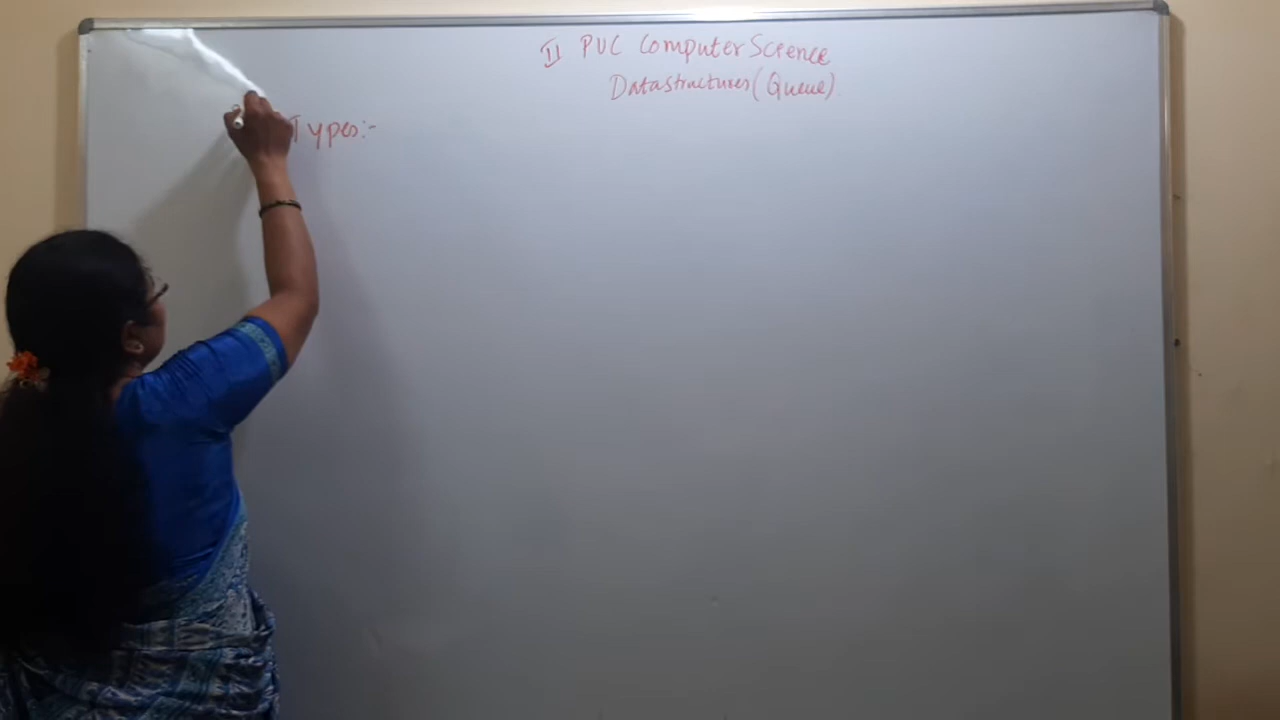 II PUC Computer Science
Datastructures (Queue)
Types:-